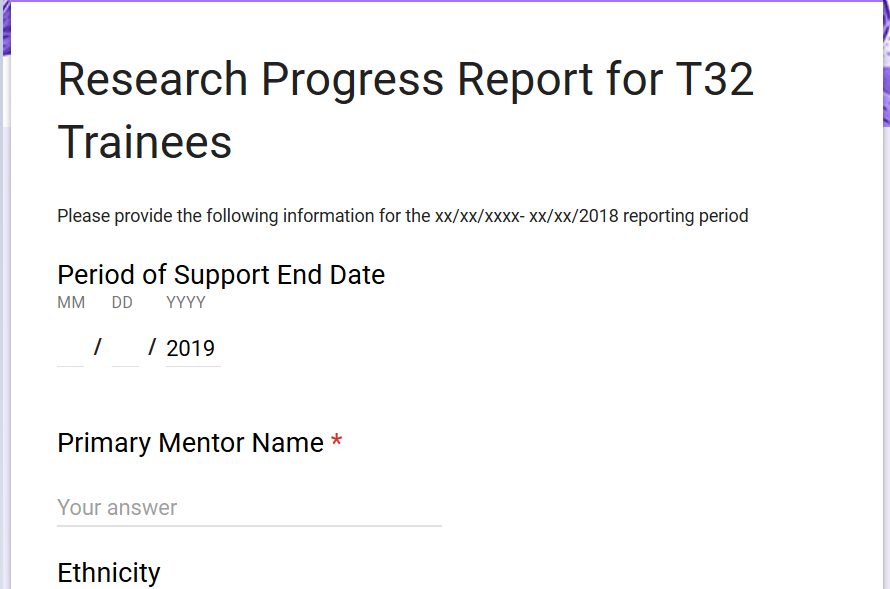 Research Progress Report for T32
Trainees
Please provide the following information for the xx/xx/xxxx- xx/xx/2018 reporting period
Period of Support End Date
MM DD YYYY
/ / 2019
Primary Mentor Name *
Your answer
Ethnicity